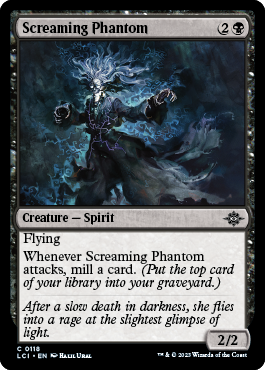 Screaming Phantom 2
Creature — Spirit
Flying
Whenever Screaming Phantom
attacks, mill a card. (Put the top
card of your library into your graveyard.)
After a slow death in darkness, she flies
into a rage at the slightest glimpse of
light.
2/2
C 0118
LCI • EN Halil Ural
™ & © 2023 Wizards of the Coast